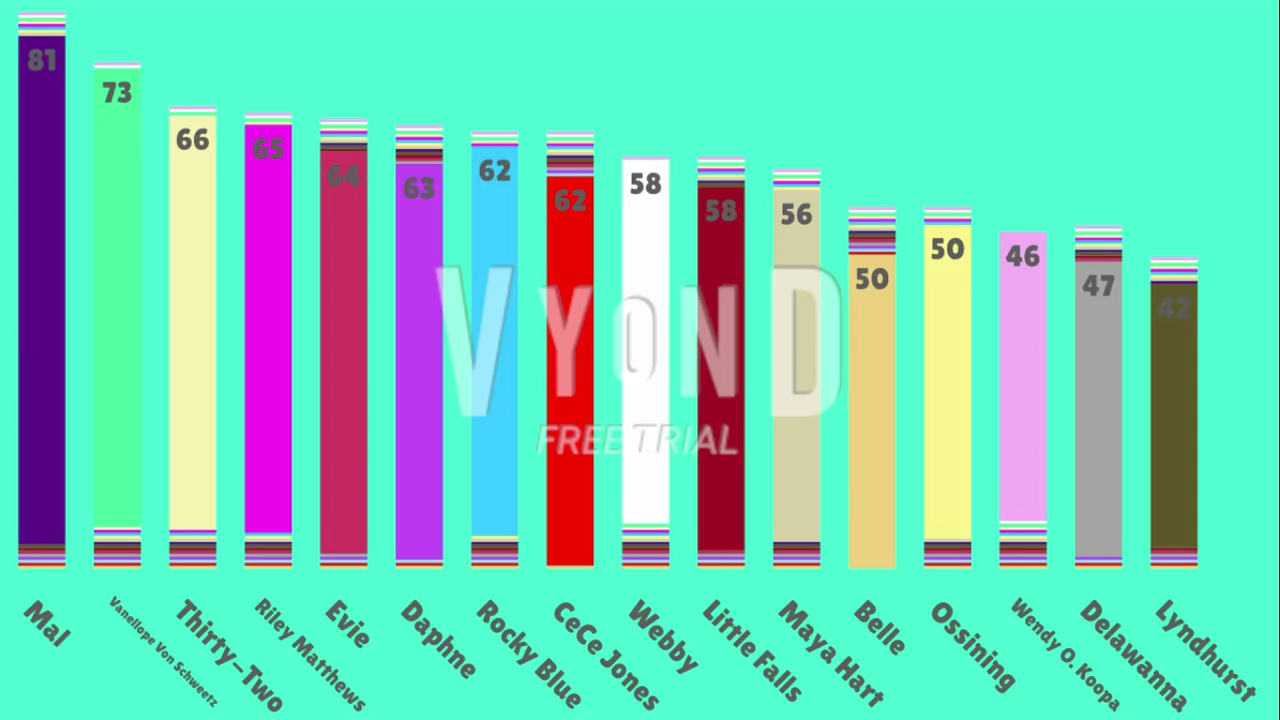 81
73
66
65
64
63
62
62
58
58
56
50
50
46
47
42
VYOND
FREE TRIAL
Mal
Vanellope Von Schweetz
Thirty-Two
Riley Matthews
Evie
Daphne
Rocky Blue
CeCe Jones
Webby
Little Falls
Maya Hart
Belle
Ossining
Wendy O. Koopa
Delawanna
Lyndhurst